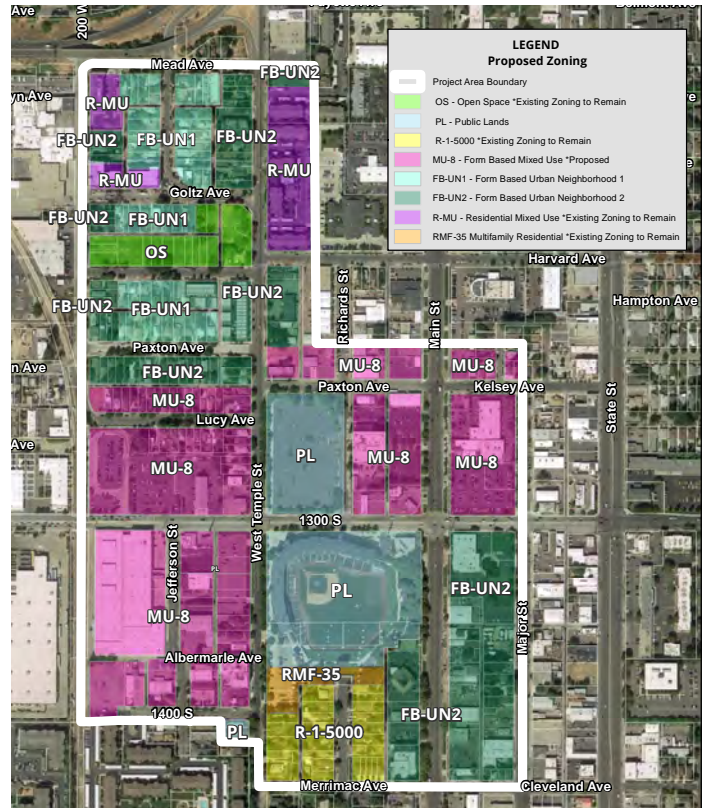 Ave
200 W
Mead Ave
LEGEND
Proposed Zoning
Project Area Boundary
OS - Open Space *Existing Zoning to Remain
PL - Public Lands
R-1-5000 *Existing Zoning to Remain
MU-8 - Form Based Mixed Use *Proposed
FB-UN1 - Form Based Urban Neighborhood 1
FB-UN2 - Form Based Urban Neighborhood 2
R-MU - Residential Mixed Use *Existing Zoning to Remain
RMF-35 Multifamily Residential *Existing Zoning to Remain
FB-UN2
yn Ave
R-MU
FB-UN2
FB-UN1
FB-UN2
R-MU
R-MU
Goltz Ave
FB-UN2
FB-UN1
OS
Harvard Ave
FB-UN2
FB-UN1
FB-UN2
Richards St
Main St
Hampton Ave
Paxton Ave
n Ave
FB-UN2
MU-8
MU-8
Paxton Ave
Kelsey Ave
MU-8
Lucy Ave
State St
Ave
MU-8
PL
MU-8
MU-8
West Temple St
1300 S
Jefferson St
PL
PL
FB-UN2
MU-8
Major St
Albermarle Ave
RMF-35
1400 S
FB-UN2
PL
R-1-5000
Merrimac Ave
Cleveland Ave